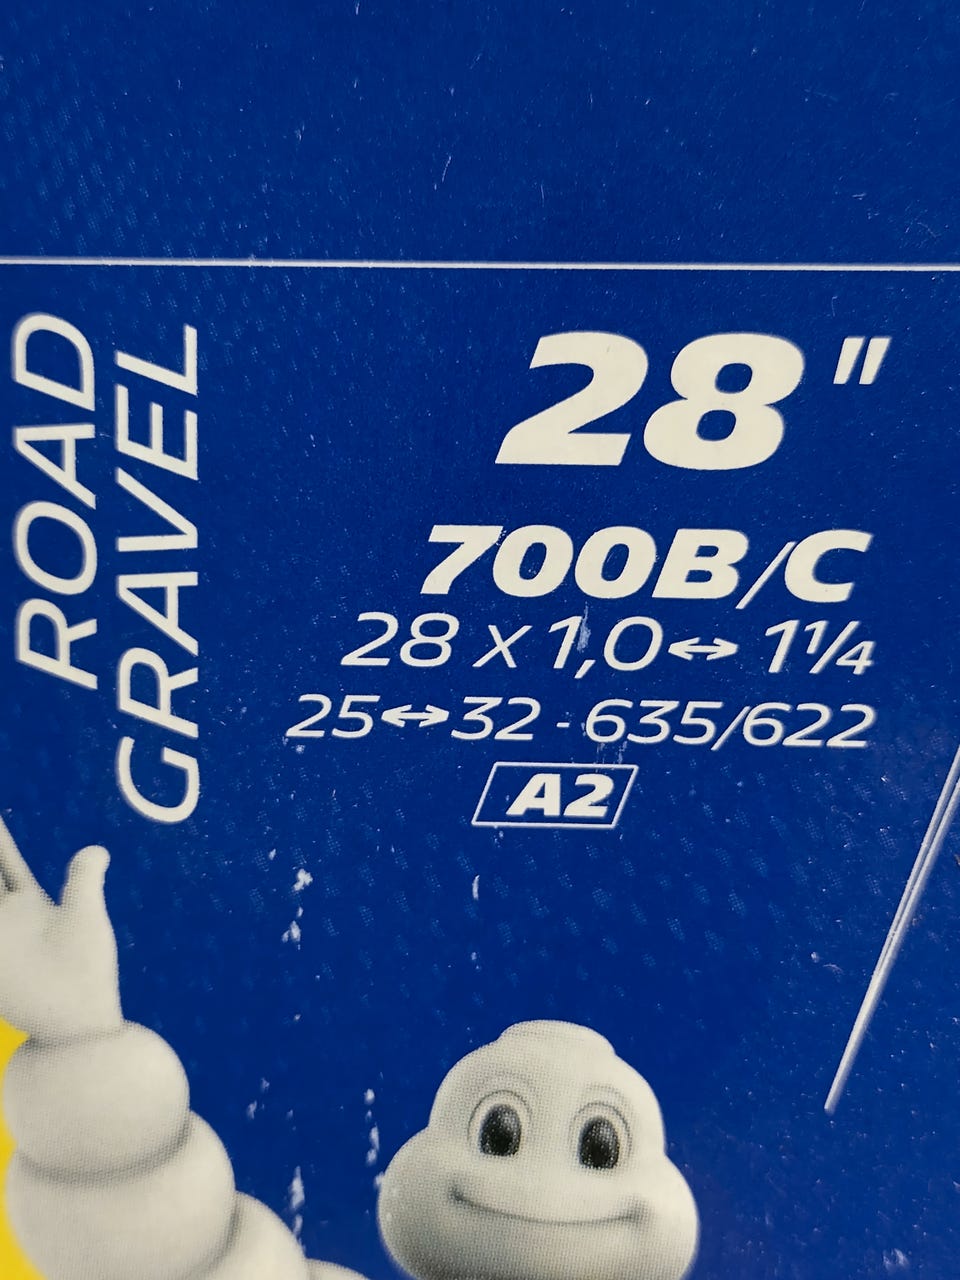 ROAD
GRAVEL
28"
700B/C
28 x 1,0↔ 1¼
25↔32 - 635/622
A2